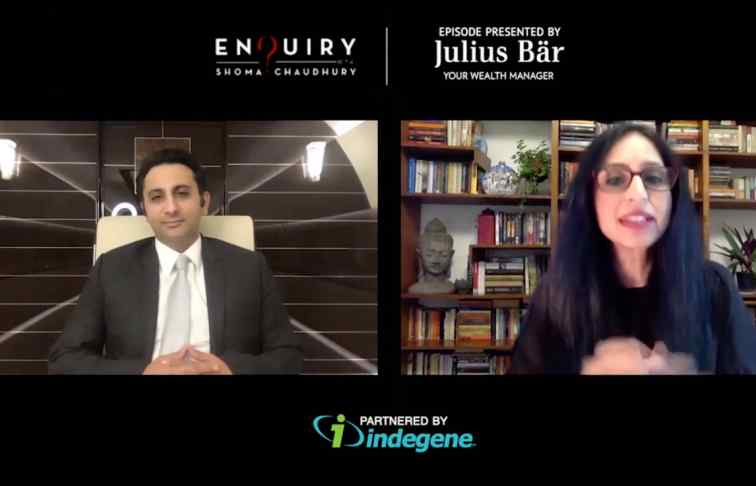 ENQUIRY
WITH
SHOMA CHAUDHURY
EPISODE PRESENTED BY
Julius Bär
YOUR WEALTH MANAGER
PARTNERED BY
indegene